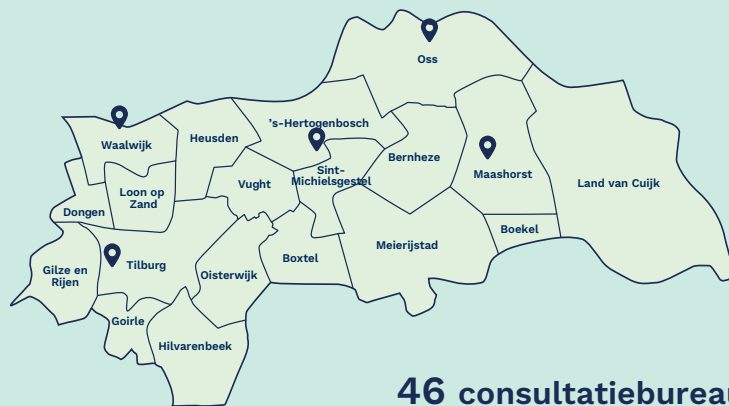 Oss
's-Hertogenbosch
Waalwijk
Heusden
Bernheze
Sint-
Michielsgestel
Maashorst
Land van Cuijk
Vught
Loon op
Zand
Dongen
Boekel
Meierijstad
Boxtel
Tilburg
Gilze en
Rijen
Oisterwijk
Goirle
Hilvarenbeek
46 consultatiebureau